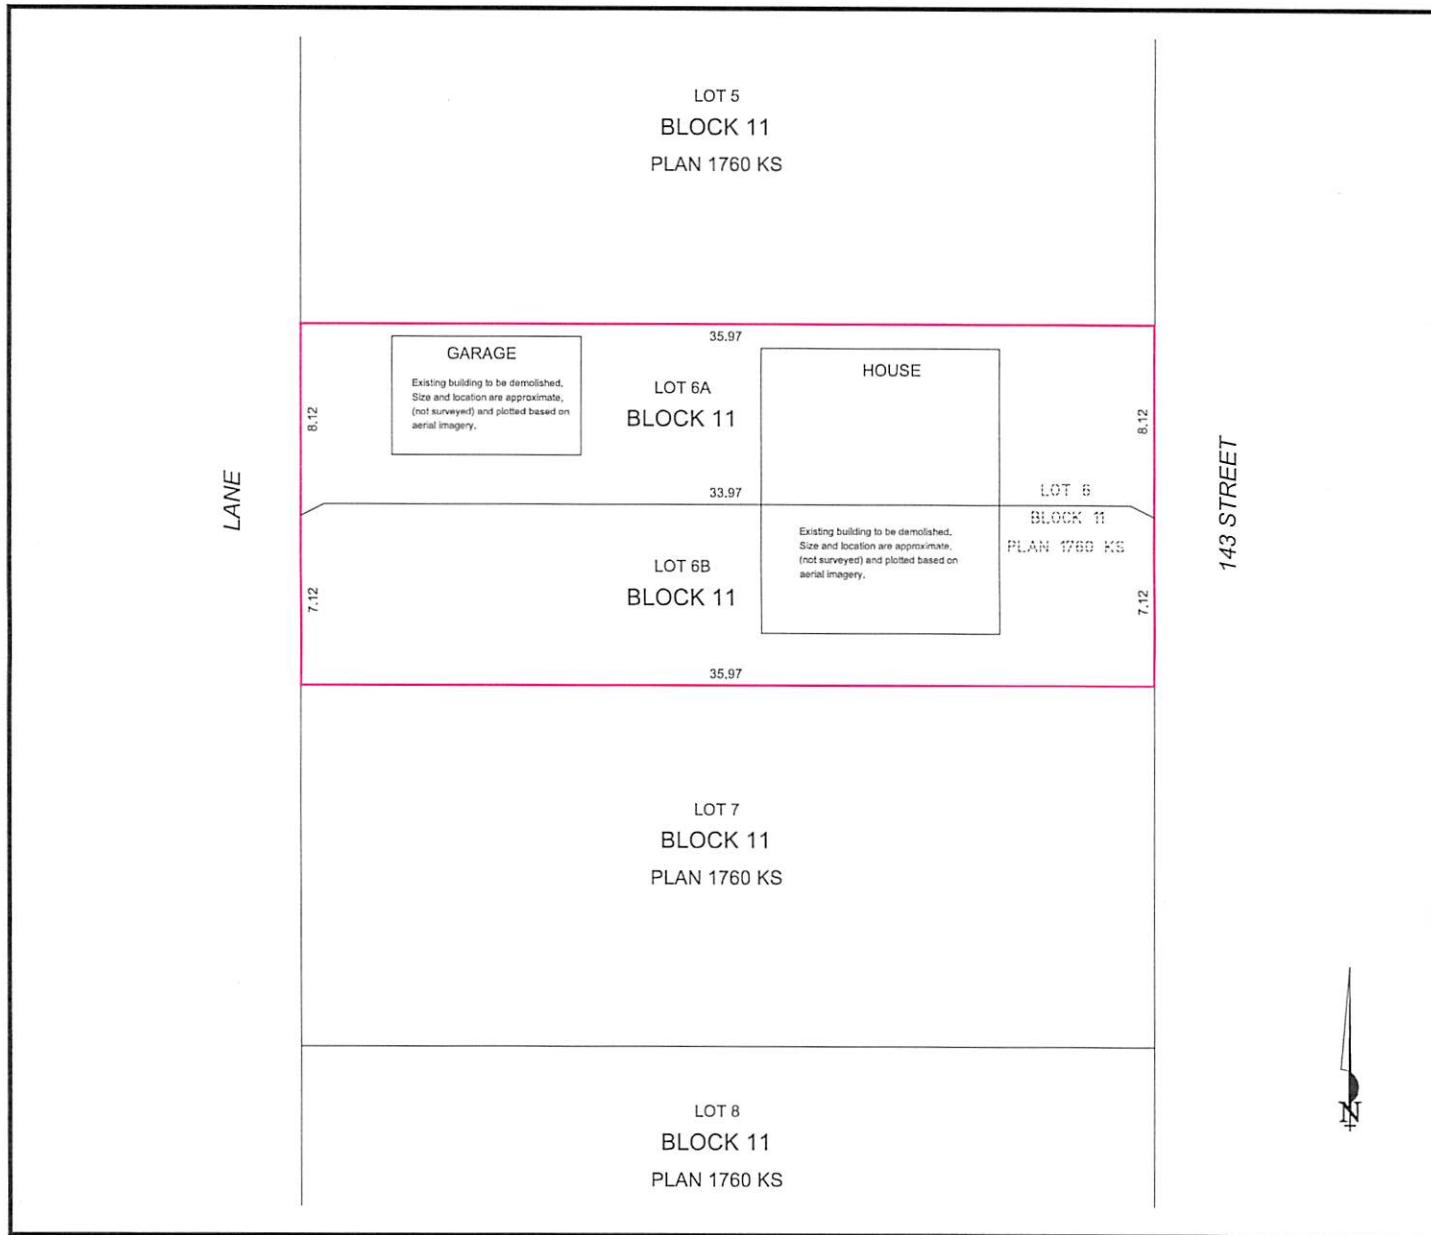 LOT 5
BLOCK 11
PLAN 1760 KS
35.97
GARAGE
Existing building to be demolished.
Size and location are approximate,
(not surveyed) and plotted based on
aerial imagery.
LOT 6A
BLOCK 11
HOUSE
8.12
8.12
LANE
33.97
LOT 6
BLOCK 11
PLAN 1760 KS
143 STREET
Existing building to be demolished.
Size and location are approximate,
(not surveyed) and plotted based on
aerial imagery.
LOT 6B
BLOCK 11
7.12
7.12
35.97
LOT 7
BLOCK 11
PLAN 1760 KS
LOT 8
BLOCK 11
PLAN 1760 KS
N